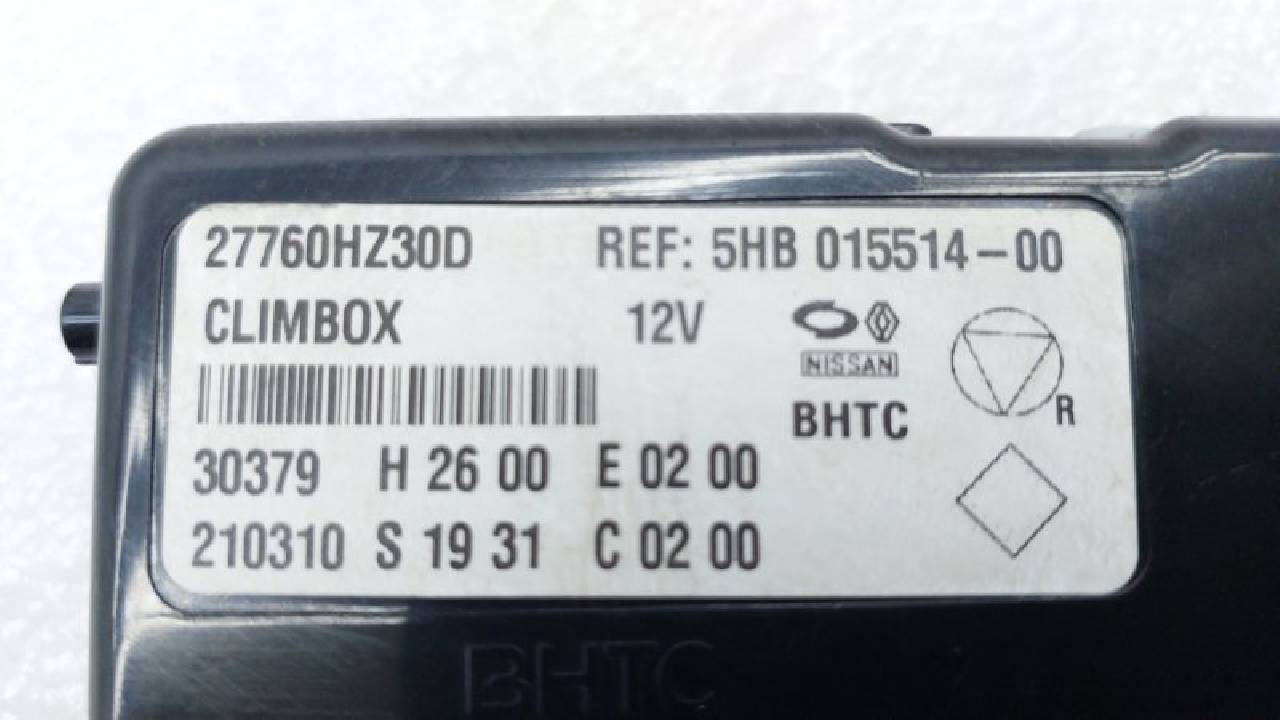 27760HZ30D REF: 5HB 015514-00
CLIMBOX 12V
NISSAN
BHTC
R
30379 H 26 00 E 02 00
210310 S 19 31 C 02 00
BHTC